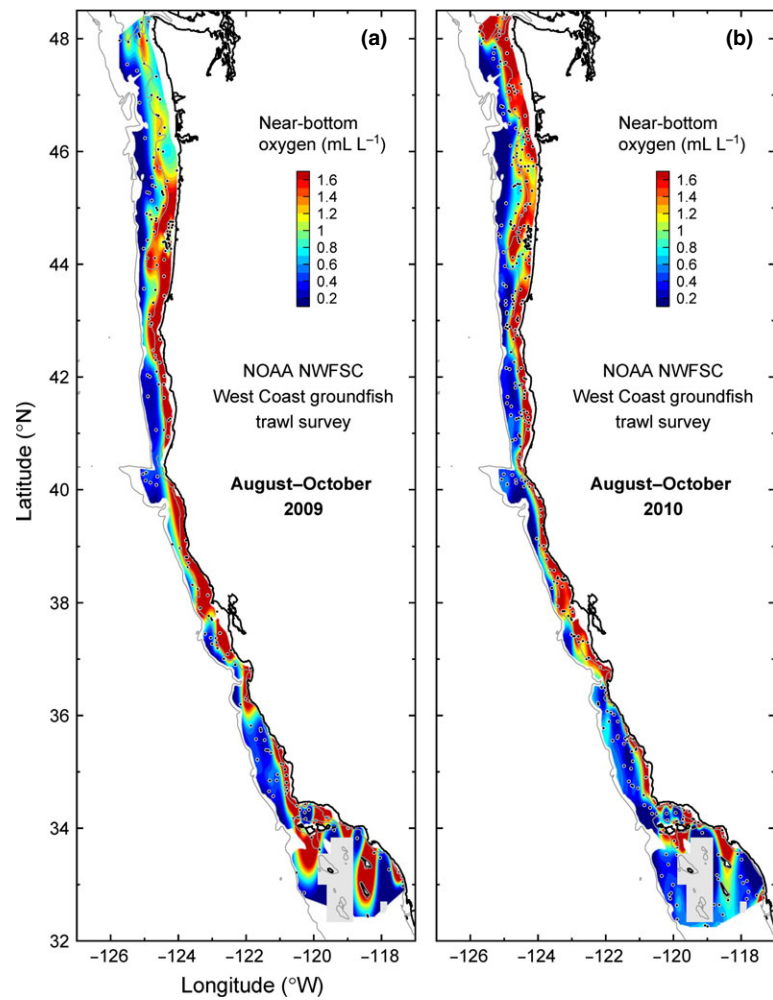 (a)
Near-bottom
oxygen (mL L⁻¹)
1.6
1.4
1.2
1
0.8
0.6
0.4
0.2
NOAA NWFSC
West Coast groundfish
trawl survey
August–October
2009
48
46
44
42
40
38
36
34
32
Latitude (°N)
−126 −124 −122 −120 −118
Longitude (°W)
(b)
Near-bottom
oxygen (mL L⁻¹)
1.6
1.4
1.2
1
0.8
0.6
0.4
0.2
NOAA NWFSC
West Coast groundfish
trawl survey
August–October
2010
−126 −124 −122 −120 −118